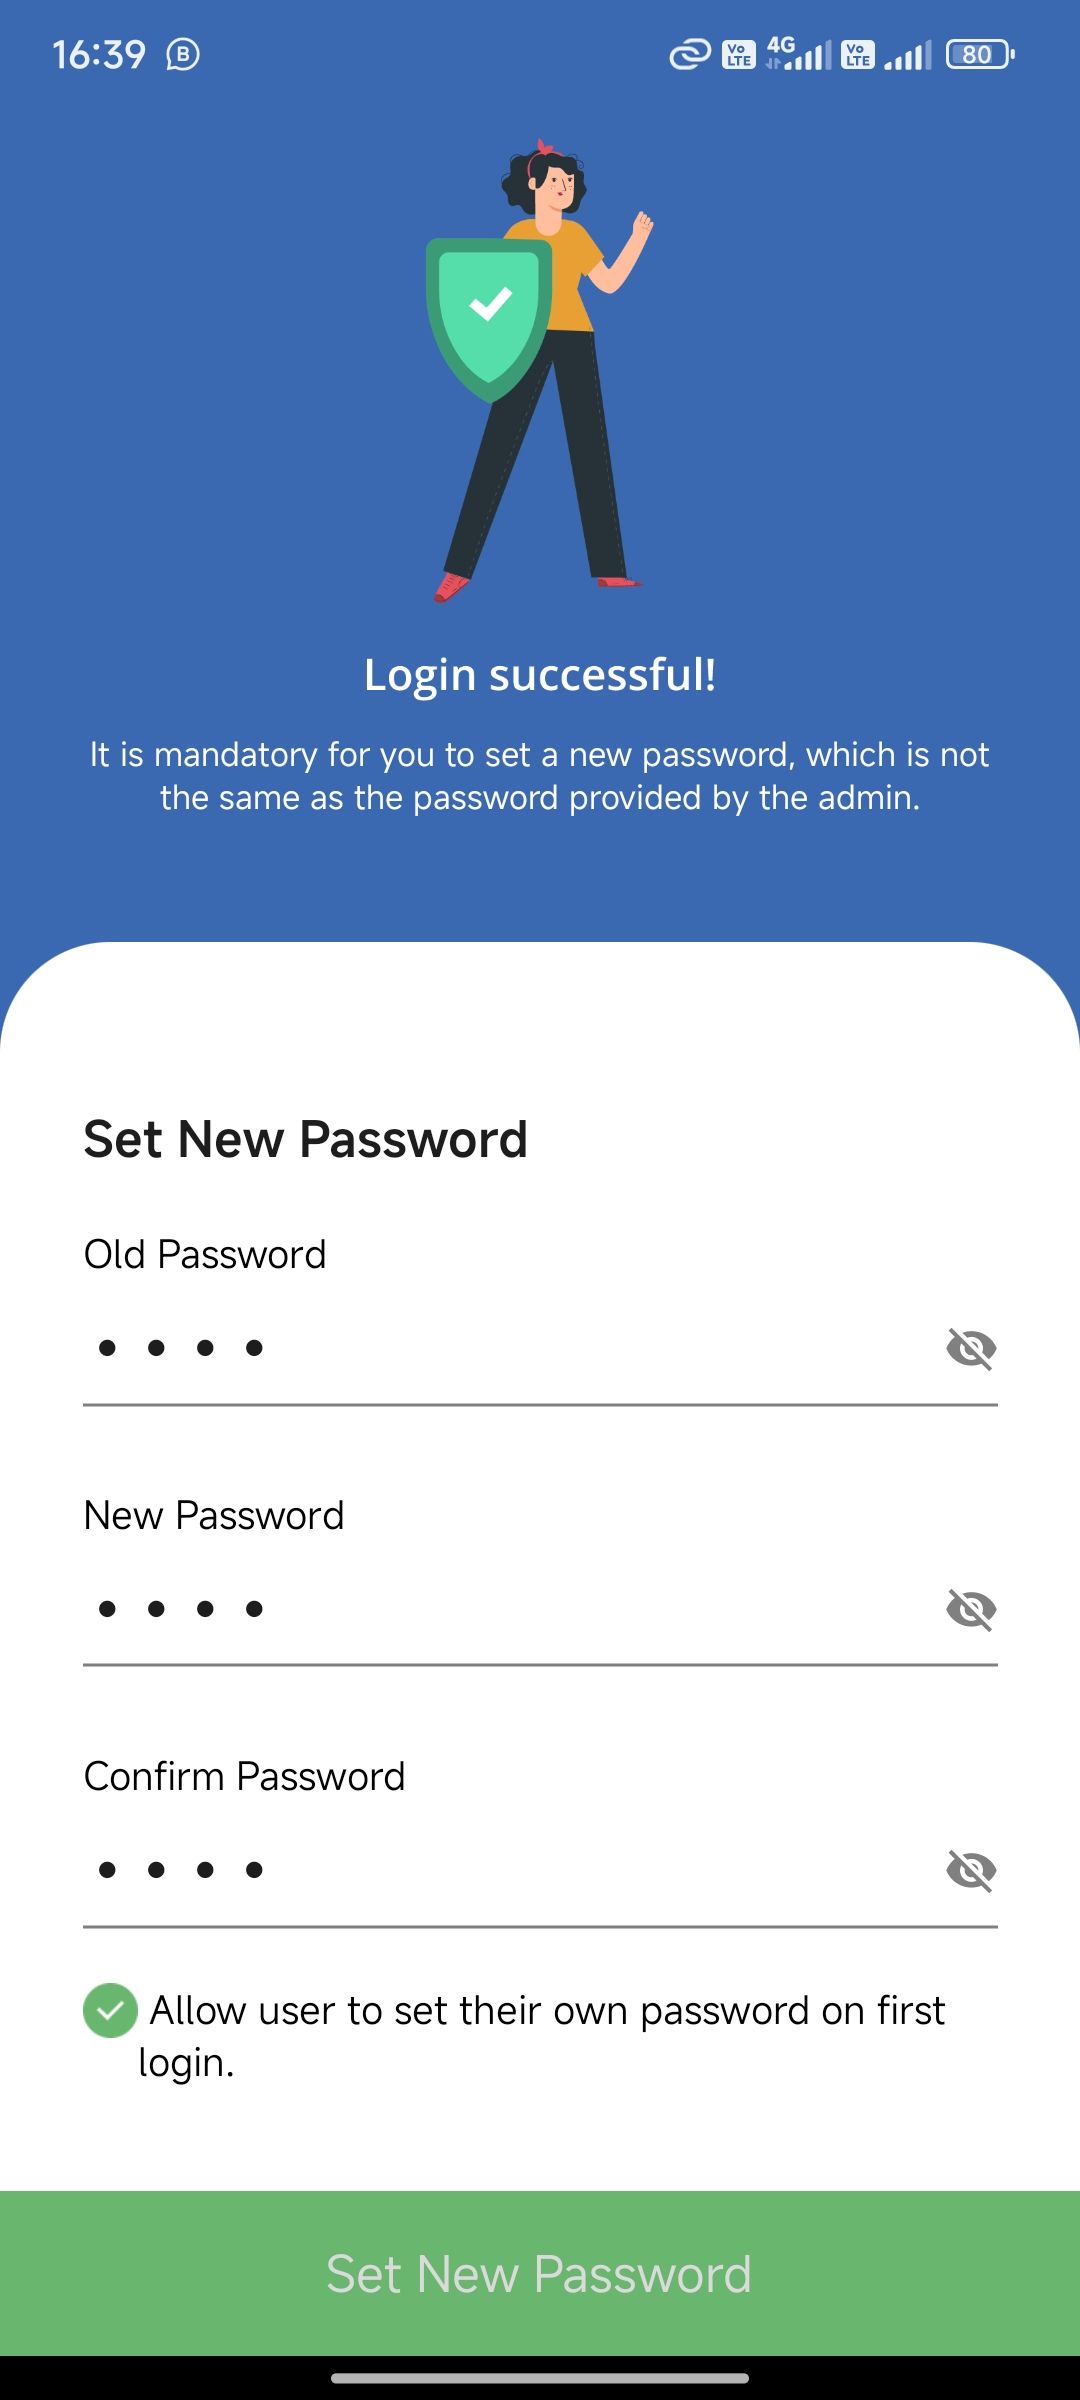 16:39 B Vo LTE 4G Vo LTE 80
Login successful!
It is mandatory for you to set a new password, which is not
the same as the password provided by the admin.
Set New Password
Old Password
••••
New Password
••••
Confirm Password
••••
Allow user to set their own password on first
login.
Set New Password